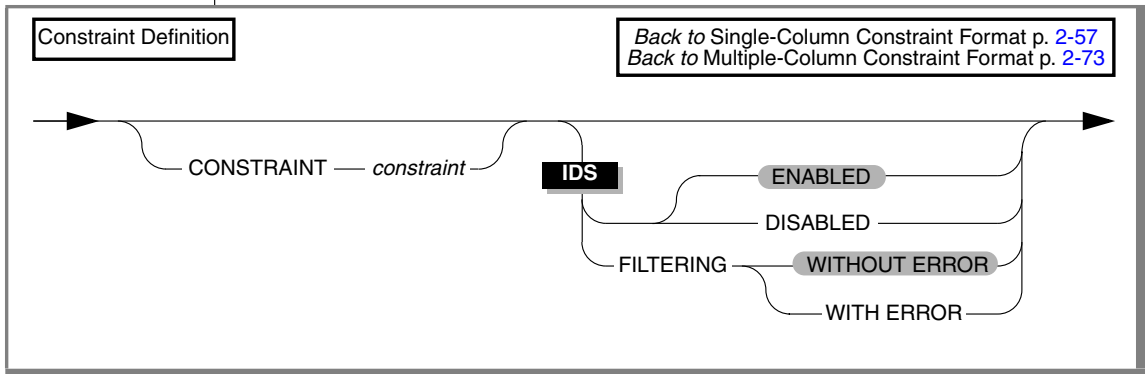 Constraint Definition
Back to Single-Column Constraint Format p. 2-57
Back to Multiple-Column Constraint Format p. 2-73
CONSTRAINT constraint
IDS
ENABLED
DISABLED
FILTERING WITHOUT ERROR
WITH ERROR